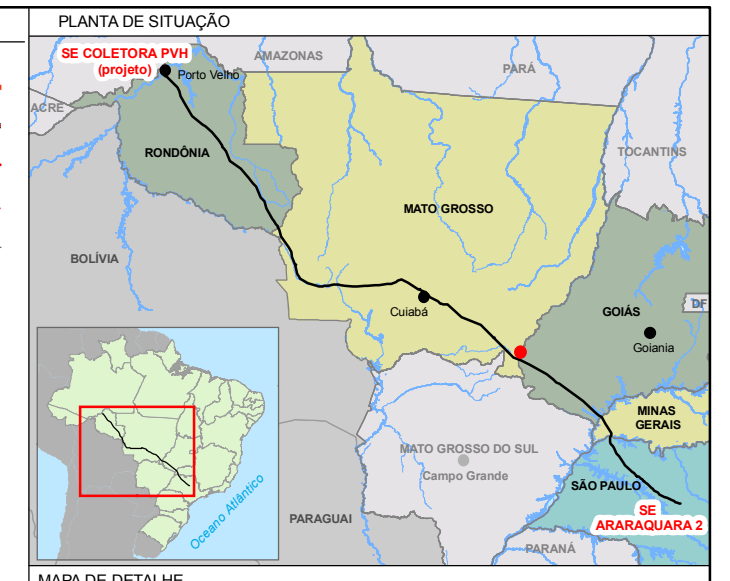 PLANTA DE SITUAÇÃO
SE COLETORA PVH
(projeto)
Porto Velho
AMAZONAS
PARÁ
ACRE
TOCANTINS
RONDÔNIA
MATO GROSSO
BOLÍVIA
Cuiabá
GOIÁS
DF
Goiania
MINAS
GERAIS
MATO GROSSO DO SUL
Campo Grande
SÃO PAULO
SE
ARARAQUARA 2
PARAGUAI
PARANÁ
Oceano Atlântico
MAPA DE DETALHE